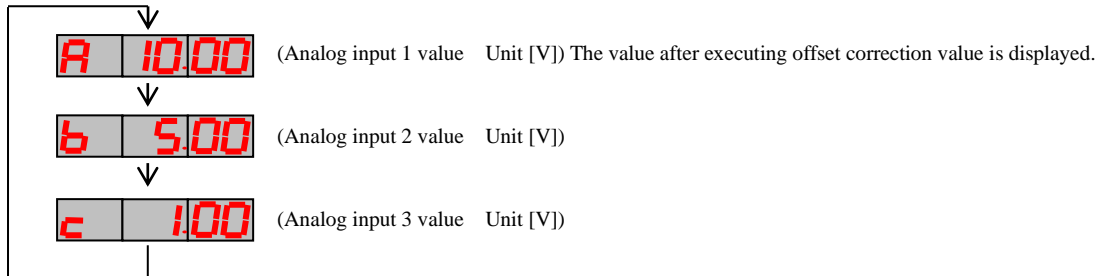 A 10.00 (Analog input 1 value Unit [V]) The value after executing offset correction value is displayed.
b 5.00 (Analog input 2 value Unit [V])
c 1.00 (Analog input 3 value Unit [V])